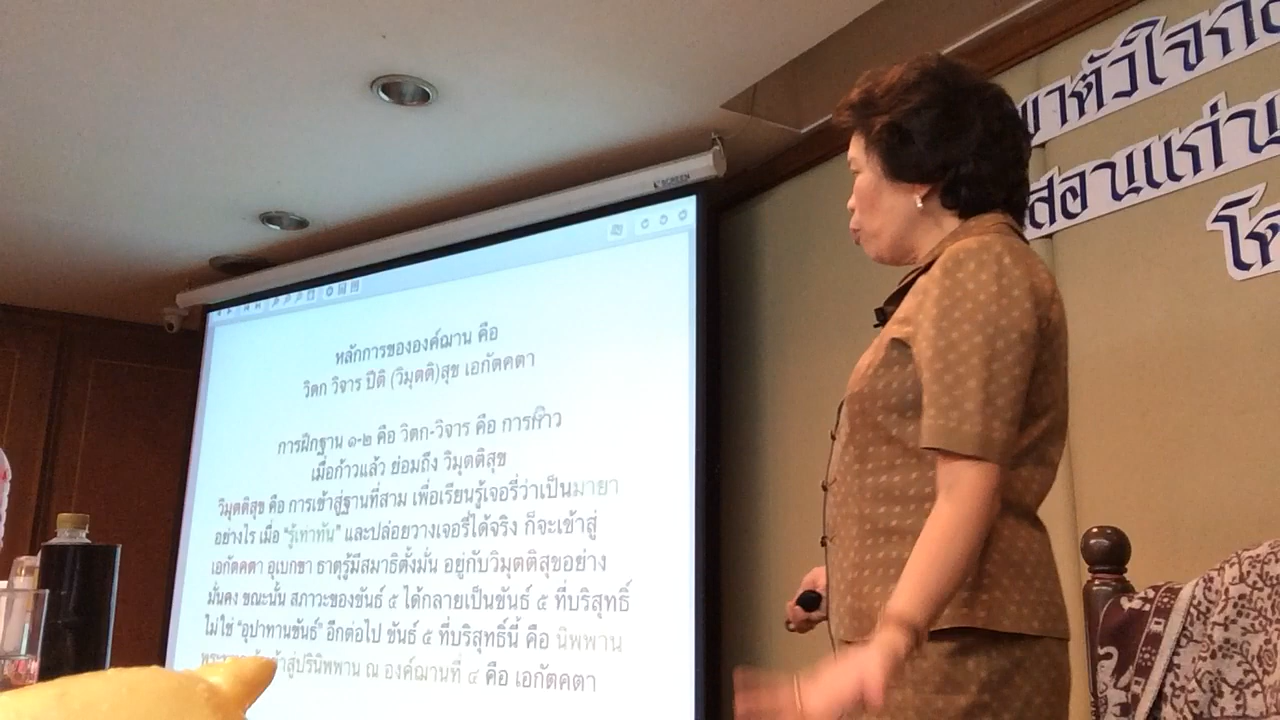 หลักการขององค์ฌาน คือ
วิตก วิจาร ปีติ (วิมุตติ)สุข เอกัตคตา
การฝึกฐาน ๑-๒ คือ วิตก-วิจาร คือ การก้าว
เมื่อก้าวแล้ว ย่อมถึง วิมุตติสุข
วิมุตติสุข คือ การเข้าสู่ฐานที่สาม เพื่อเรียนรู้เจอรี่ว่าเป็นมายา
อย่างไร เมื่อ “รู้เท่าทัน” และปล่อยวางเจอรี่ได้จริง ก็จะเข้าสู่
เอกัตคตา อุเบกขา ธาตุรู้มีสมาธิตั้งมั่น อยู่กับวิมุตติสุขอย่าง
มั่นคง ขณะนั้น สภาวะของขันธ์ ๕ ได้กลายเป็นขันธ์ ๕ ที่บริสุทธิ์
ไม่ใช่ “อุปาทานขันธ์” อีกต่อไป ขันธ์ ๕ ที่บริสุทธิ์นี้ คือ นิพพาน
เข้าสู่ปรินิพพาน ณ องค์ฌานที่ ๔ คือ เอกัตคตา
SCREEN
พาตัวใจก
สอนแก่น
โด